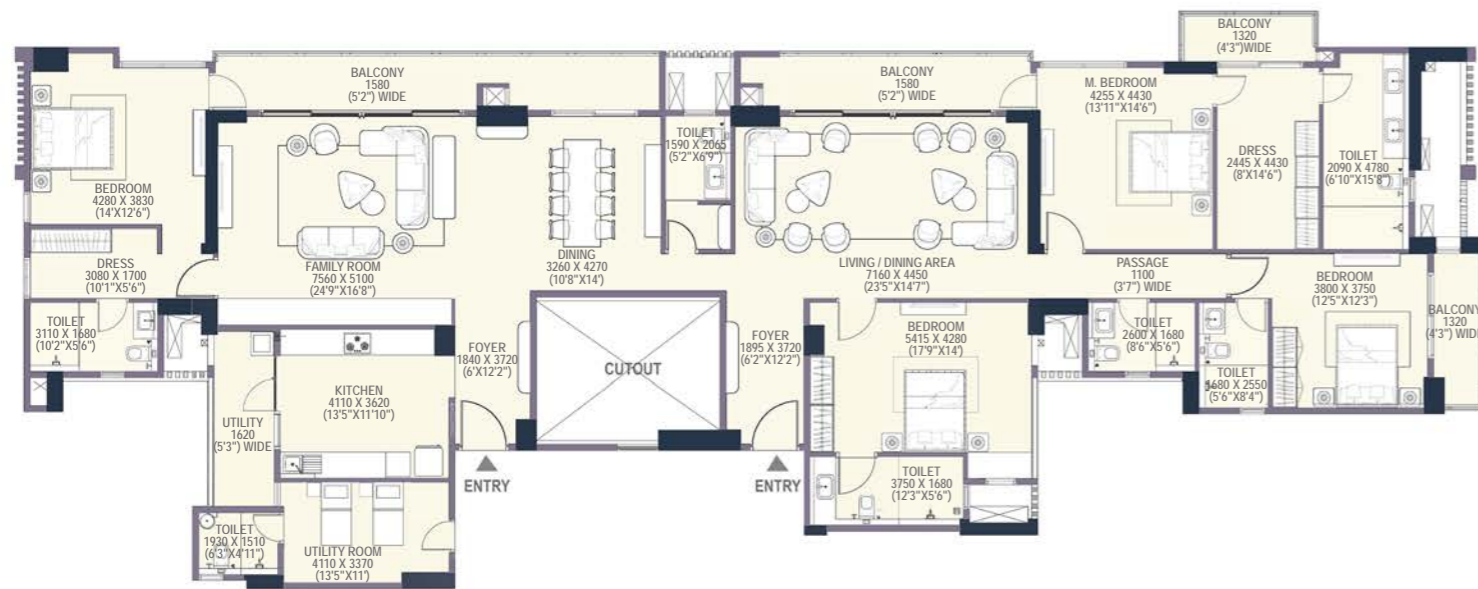 BALCONY
1320
(4'3")WIDE
BALCONY
1580
(5'2") WIDE
BALCONY
1580
(5'2") WIDE
M. BEDROOM
4255 X 4430
(13'11"X14'6")
TOILET
1590 X 2065
(5'2"X6'9")
DRESS
2445 X 4430
(8'X14'6")
TOILET
2090 X 4780
(6'10"X15'8")
BEDROOM
4280 X 3830
(14'X12'6")
DRESS
3080 X 1700
(10'1"X5'6")
FAMILY ROOM
7560 X 5100
(24'9"X16'8")
DINING
3260 X 4270
(10'8"X14')
LIVING / DINING AREA
7160 X 4450
(23'5"X14'7")
PASSAGE
1100
(3'7") WIDE
BEDROOM
3800 X 3750
(12'5"X12'3")
BALCONY
1320
(4'3") WIDE
TOILET
3110 X 1680
(10'2"X5'6")
FOYER
1840 X 3720
(6'X12'2")
CUTOUT
FOYER
1895 X 3720
(6'2"X12'2")
BEDROOM
5415 X 4280
(17'9"X14')
TOILET
2600 X 1680
(8'6"X5'6")
TOILET
1680 X 2550
(5'6"X8'4")
KITCHEN
4110 X 3620
(13'5"X11'10")
UTILITY
1620
(5'3") WIDE
ENTRY
ENTRY
TOILET
3750 X 1680
(12'3"X5'6")
TOILET
1930 X 1510
(6'3"X4'11")
UTILITY ROOM
4110 X 3370
(13'5"X11')